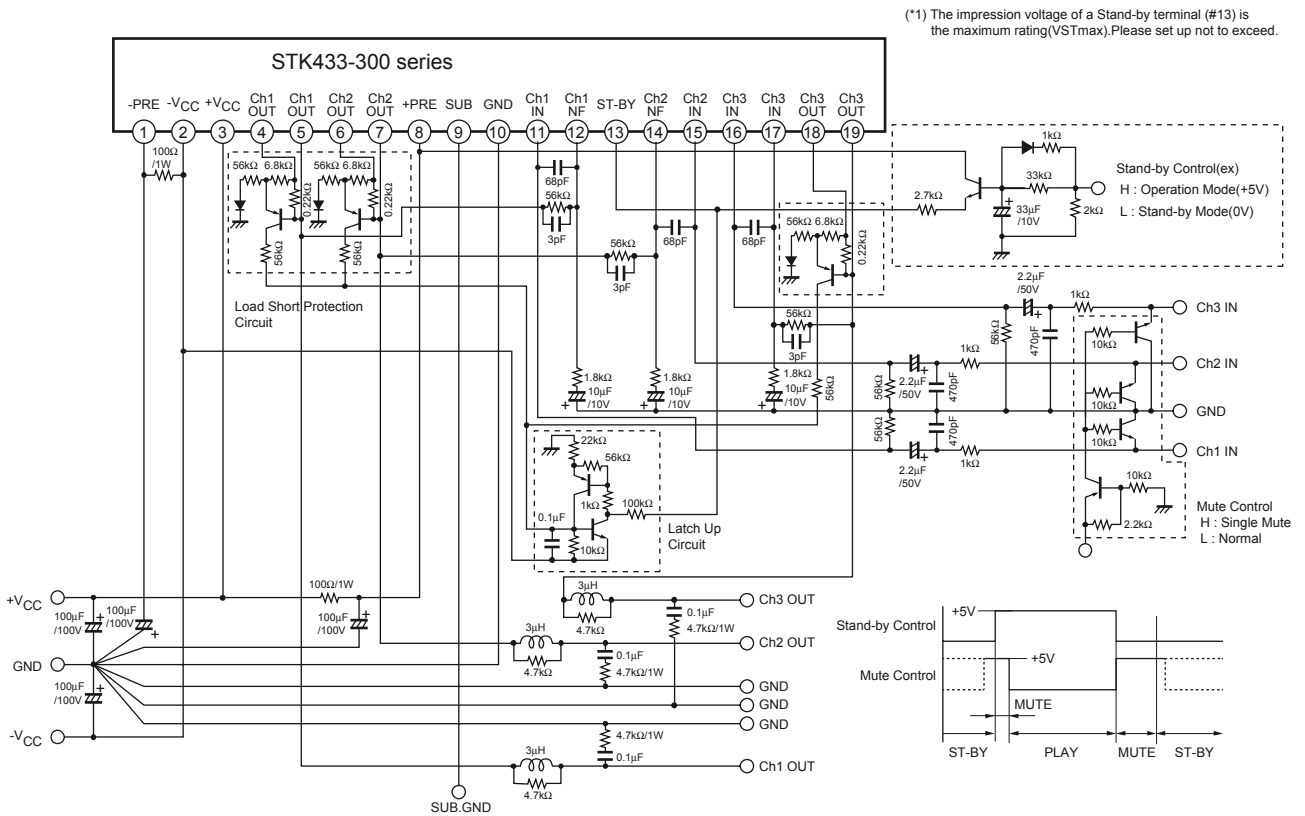 (*1) The impression voltage of a Stand-by terminal (#13) is
the maximum rating(VSTmax).Please set up not to exceed.
STK433-300 series
-PRE -VCC +VCC Ch1 OUT Ch1 OUT Ch2 OUT Ch2 OUT +PRE SUB GND Ch1 IN Ch1 NF ST-BY Ch2 NF Ch2 IN Ch3 IN Ch3 IN Ch3 OUT Ch3 OUT
1 2 3 4 5 6 7 8 9 10 11 12 13 14 15 16 17 18 19
100Ω
/1W
56kΩ 6.8kΩ
0.22kΩ
56kΩ
56kΩ 6.8kΩ
0.22kΩ
56kΩ
Load Short Protection
Circuit
68pF
56kΩ
3pF
56kΩ
3pF
68pF
68pF
56kΩ 6.8kΩ
0.22kΩ
56kΩ
3pF
56kΩ
2.7kΩ
1kΩ
33kΩ
33µF
/10V
+
2kΩ
Stand-by Control(ex)
H : Operation Mode(+5V)
L : Stand-by Mode(0V)
1.8kΩ
10µF
/10V
+
1.8kΩ
10µF
/10V
+
1.8kΩ
10µF
/10V
+
2.2µF
/50V
+
1kΩ
56kΩ
470pF
Ch3 IN
10kΩ
1kΩ
Ch2 IN
56kΩ
2.2µF
/50V
+
470pF
10kΩ
GND
56kΩ
470pF
10kΩ
Ch1 IN
2.2µF
/50V
+
1kΩ
10kΩ
2.2kΩ
Mute Control
H : Single Mute
L : Normal
22kΩ
56kΩ
1kΩ
100kΩ
0.1µF
10kΩ
Latch Up
Circuit
+VCC
100µF
/100V
+
100µF
/100V
+
100Ω/1W
100µF
/100V
+
GND
100µF
/100V
+
-VCC
3µH
4.7kΩ
0.1µF
4.7kΩ/1W
Ch3 OUT
3µH
4.7kΩ
0.1µF
4.7kΩ/1W
Ch2 OUT
GND
GND
GND
4.7kΩ/1W
0.1µF
3µH
4.7kΩ
Ch1 OUT
SUB.GND
+5V
Stand-by Control
+5V
Mute Control
MUTE
ST-BY PLAY MUTE ST-BY